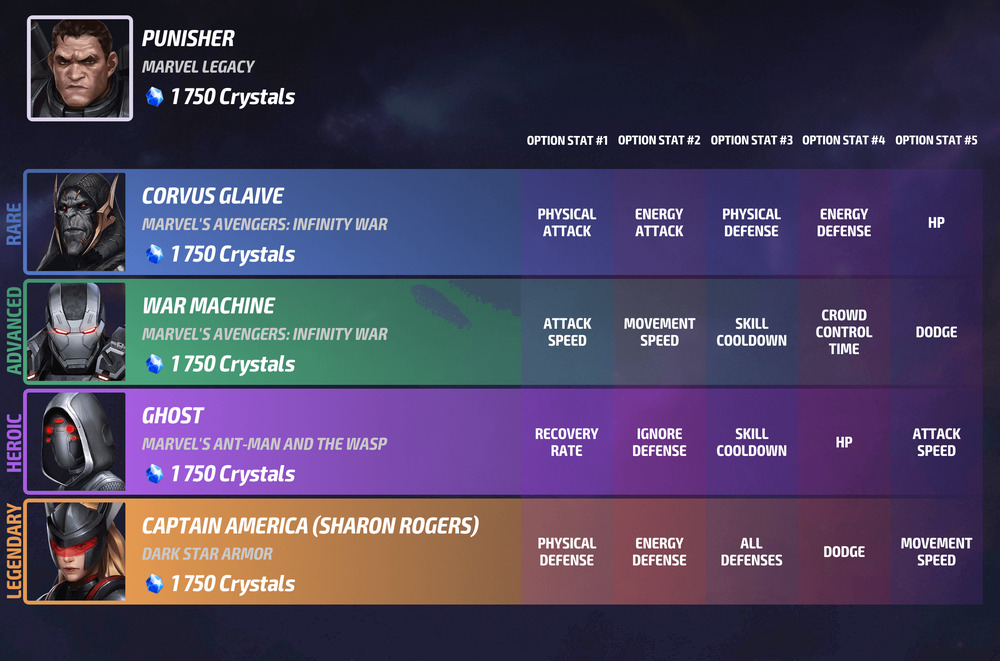 PUNISHER
MARVEL LEGACY
1 750 Crystals
OPTION STAT #1 OPTION STAT #2 OPTION STAT #3 OPTION STAT #4 OPTION STAT #5
RARE
CORVUS GLAIVE
MARVEL'S AVENGERS: INFINITY WAR
1 750 Crystals
PHYSICAL
ATTACK
ENERGY
ATTACK
PHYSICAL
DEFENSE
ENERGY
DEFENSE
HP
ADVANCED
WAR MACHINE
MARVEL'S AVENGERS: INFINITY WAR
1 750 Crystals
ATTACK
SPEED
MOVEMENT
SPEED
SKILL
COOLDOWN
CROWD
CONTROL
TIME
DODGE
HEROIC
GHOST
MARVEL'S ANT-MAN AND THE WASP
1 750 Crystals
RECOVERY
RATE
IGNORE
DEFENSE
SKILL
COOLDOWN
HP
ATTACK
SPEED
LEGENDARY
CAPTAIN AMERICA (SHARON ROGERS)
DARK STAR ARMOR
1 750 Crystals
PHYSICAL
DEFENSE
ENERGY
DEFENSE
ALL
DEFENSES
DODGE
MOVEMENT
SPEED